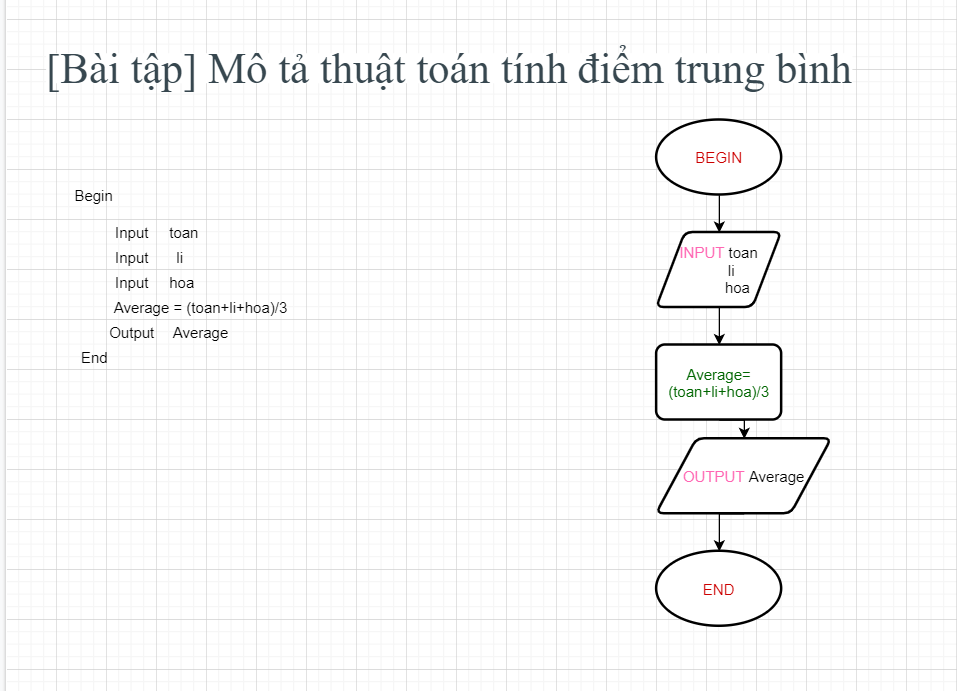 [Bài tập] Mô tả thuật toán tính điểm trung bình
Begin
Input toan
Input li
Input hoa
Average = (toan+li+hoa)/3
Output Average
End
BEGIN
INPUT toan
li
hoa
Average=
(toan+li+hoa)/3
OUTPUT Average
END